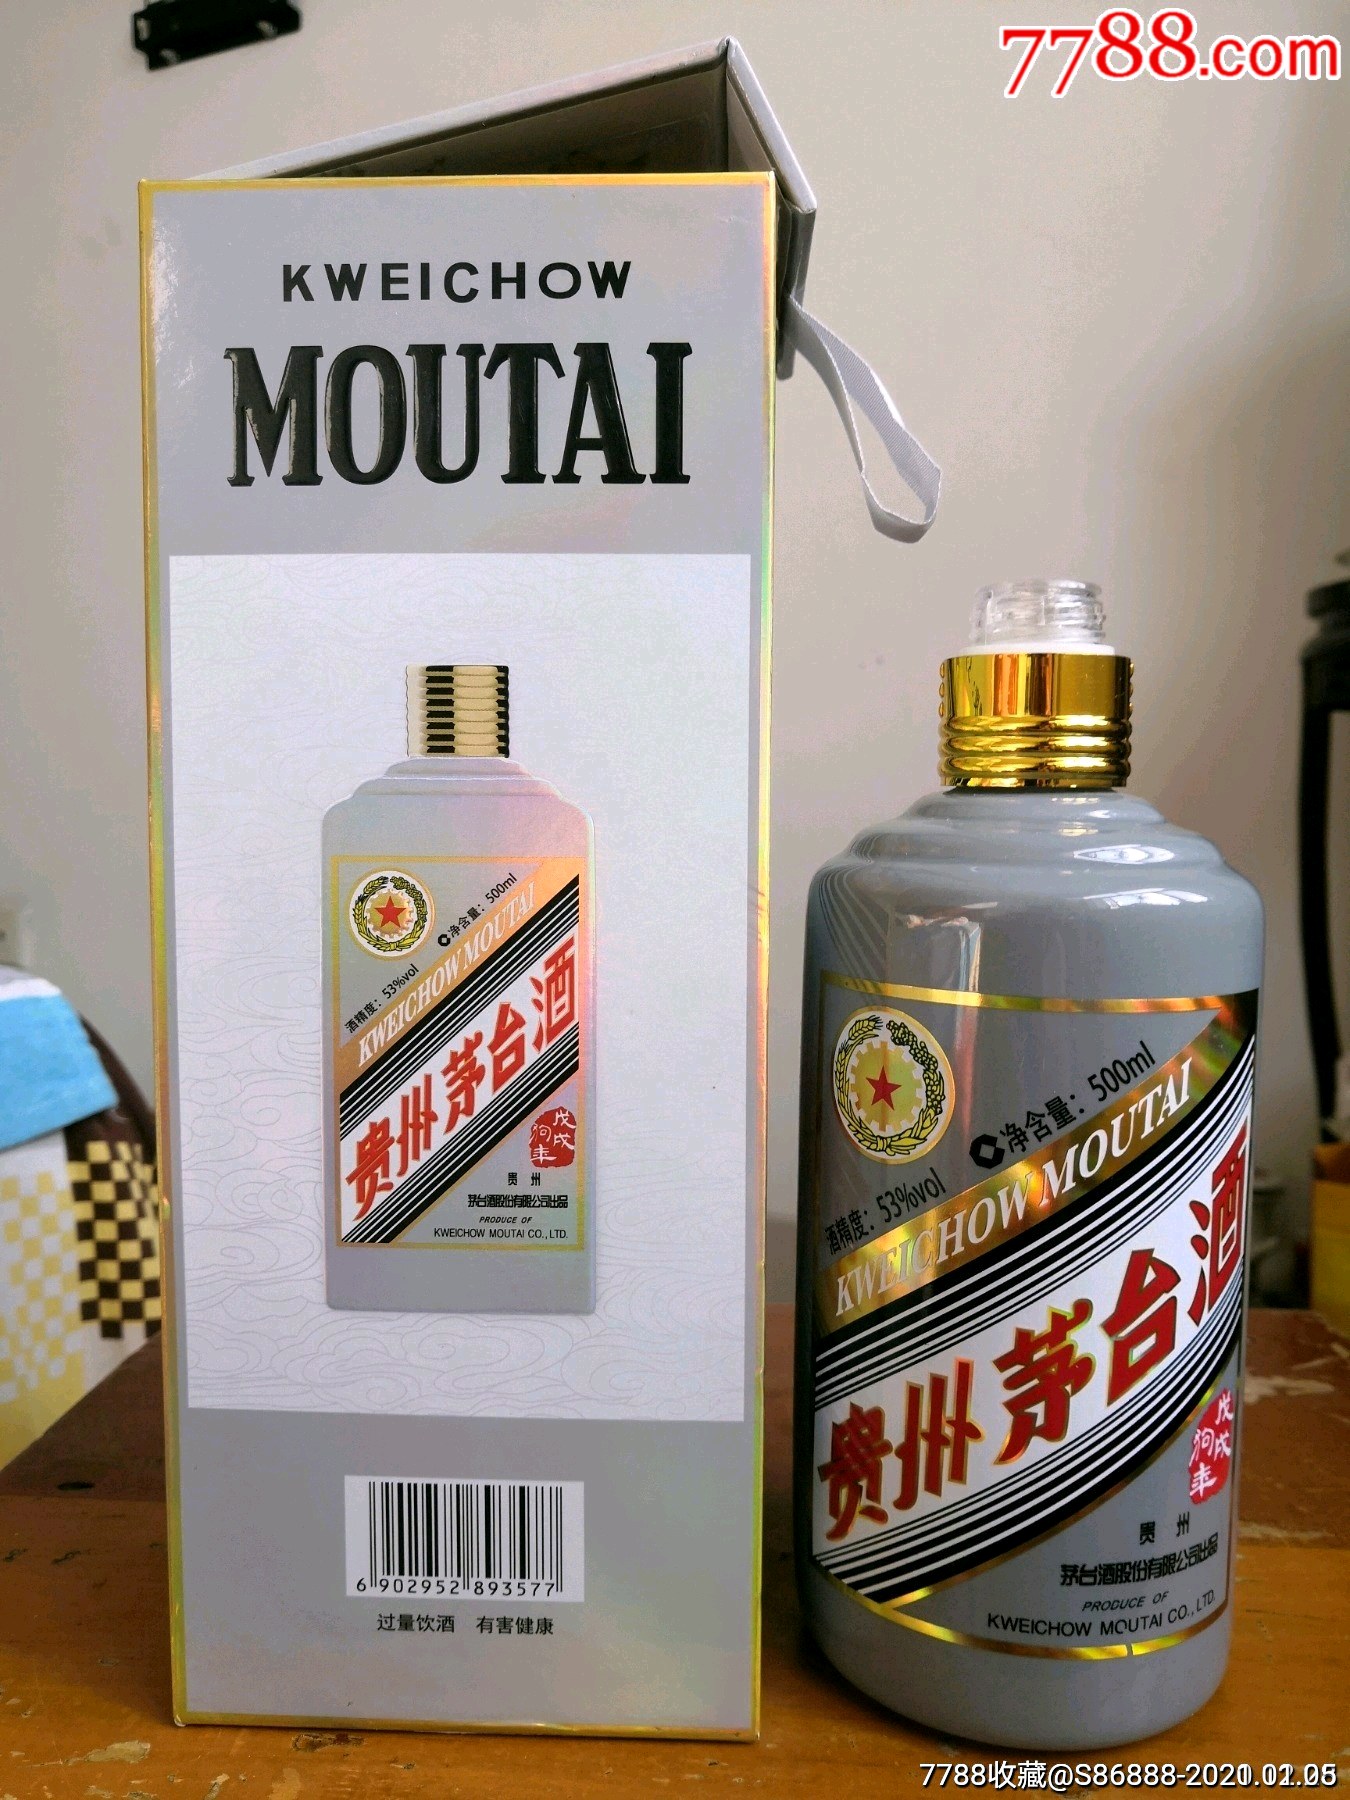 7788.com
KWEICHOW
MOUTAI
净含量：500ml
酒精度：53%vol
KWEICHOW MOUTAI
贵州茅台酒
戊戌
狗年
贵州
茅台酒股份有限公司出品
PRODUCE OF
KWEICHOW MOUTAI CO., LTD.
6 902952 893577
过量饮酒 有害健康
净含量：500ml
酒精度：53%vol
KWEICHOW MOUTAI
贵州茅台酒
戊戌
狗年
贵州
茅台酒股份有限公司出品
PRODUCE OF
KWEICHOW MOUTAI CO., LTD.
7788收藏@S86888-2020.02.05